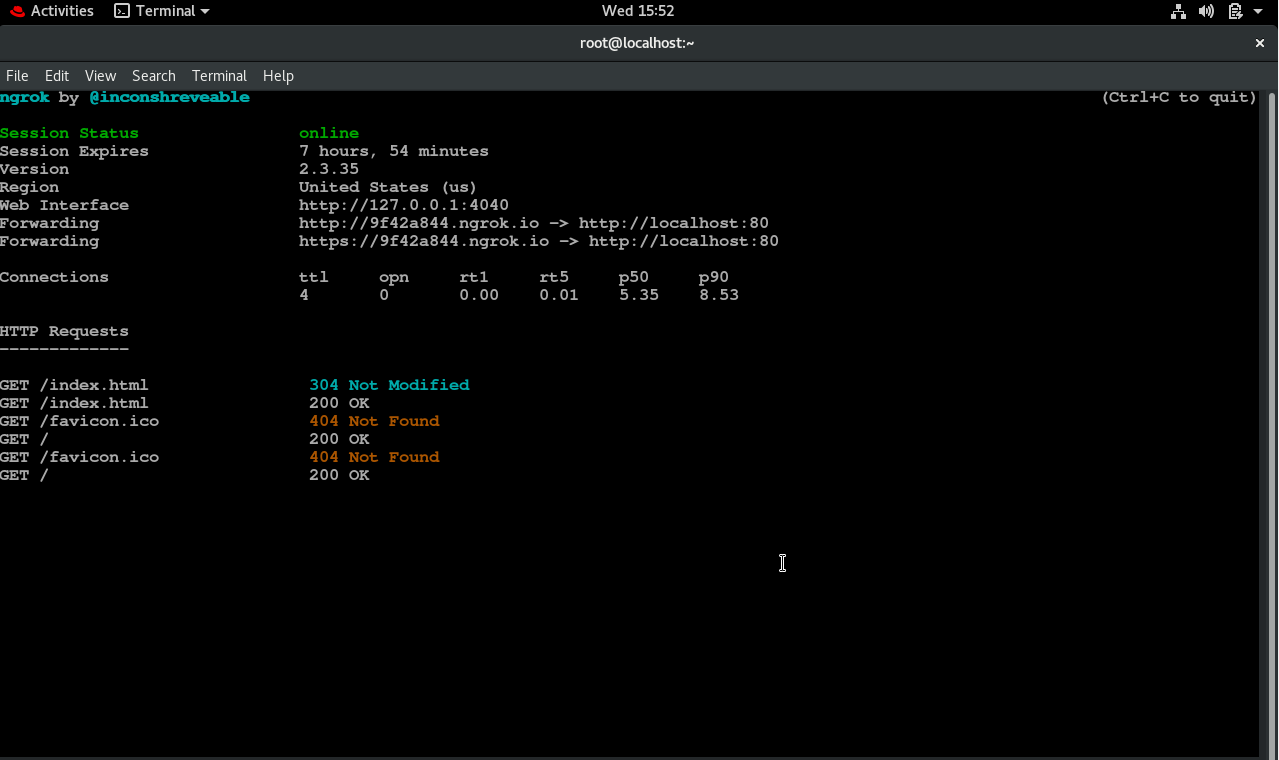 Activities Terminal Wed 15:52
root@localhost:~ ×
File Edit View Search Terminal Help
ngrok by @inconshreveable (Ctrl+C to quit)
Session Status online
Session Expires 7 hours, 54 minutes
Version 2.3.35
Region United States (us)
Web Interface http://127.0.0.1:4040
Forwarding http://9f42a844.ngrok.io -> http://localhost:80
Forwarding https://9f42a844.ngrok.io -> http://localhost:80
Connections ttl opn rt1 rt5 p50 p90
4 0 0.00 0.01 5.35 8.53
HTTP Requests
-------------
GET /index.html 304 Not Modified
GET /index.html 200 OK
GET /favicon.ico 404 Not Found
GET / 200 OK
GET /favicon.ico 404 Not Found
GET / 200 OK